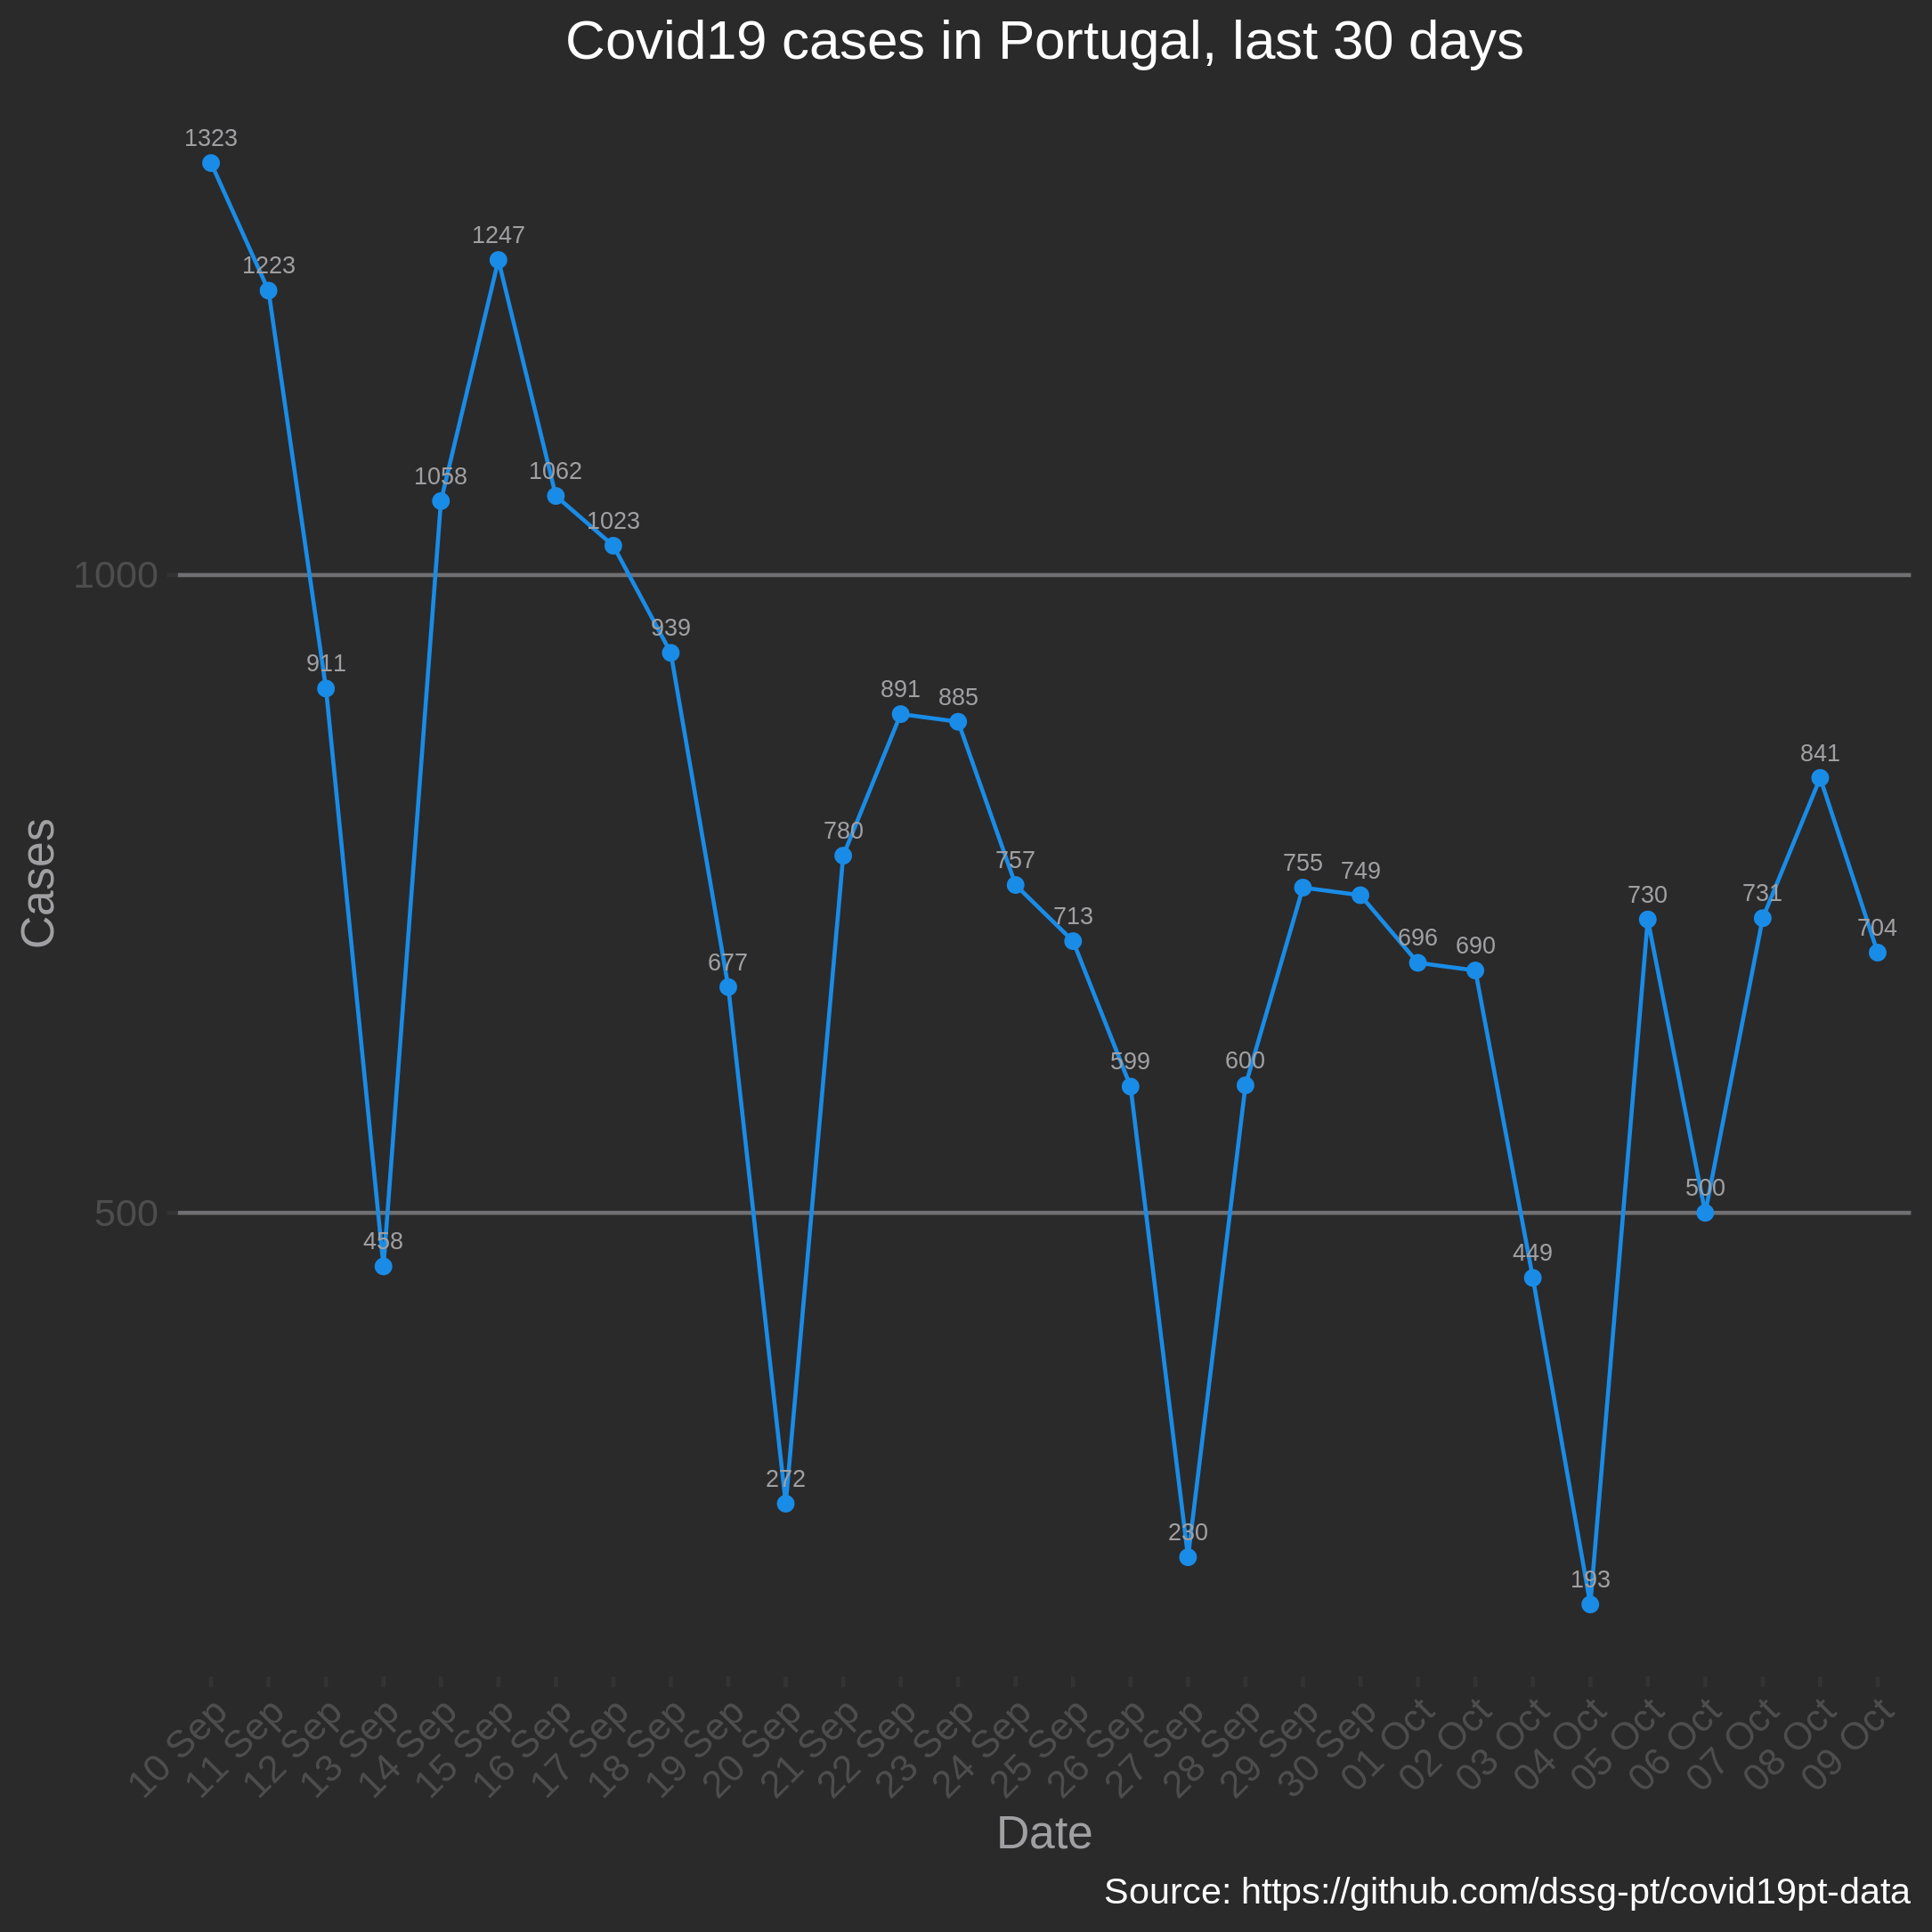 Covid19 cases in Portugal, last 30 days
1323
1223
911
458
1058
1247
1062
1023
939
677
272
780
891
885
757
713
599
230
600
755
749
696
690
449
193
730
500
731
841
704
1000
500
Cases
10 Sep
11 Sep
12 Sep
13 Sep
14 Sep
15 Sep
16 Sep
17 Sep
18 Sep
19 Sep
20 Sep
21 Sep
22 Sep
23 Sep
24 Sep
25 Sep
26 Sep
27 Sep
28 Sep
29 Sep
30 Sep
01 Oct
02 Oct
03 Oct
04 Oct
05 Oct
06 Oct
07 Oct
08 Oct
09 Oct
Date
Source: https://github.com/dssg-pt/covid19pt-data